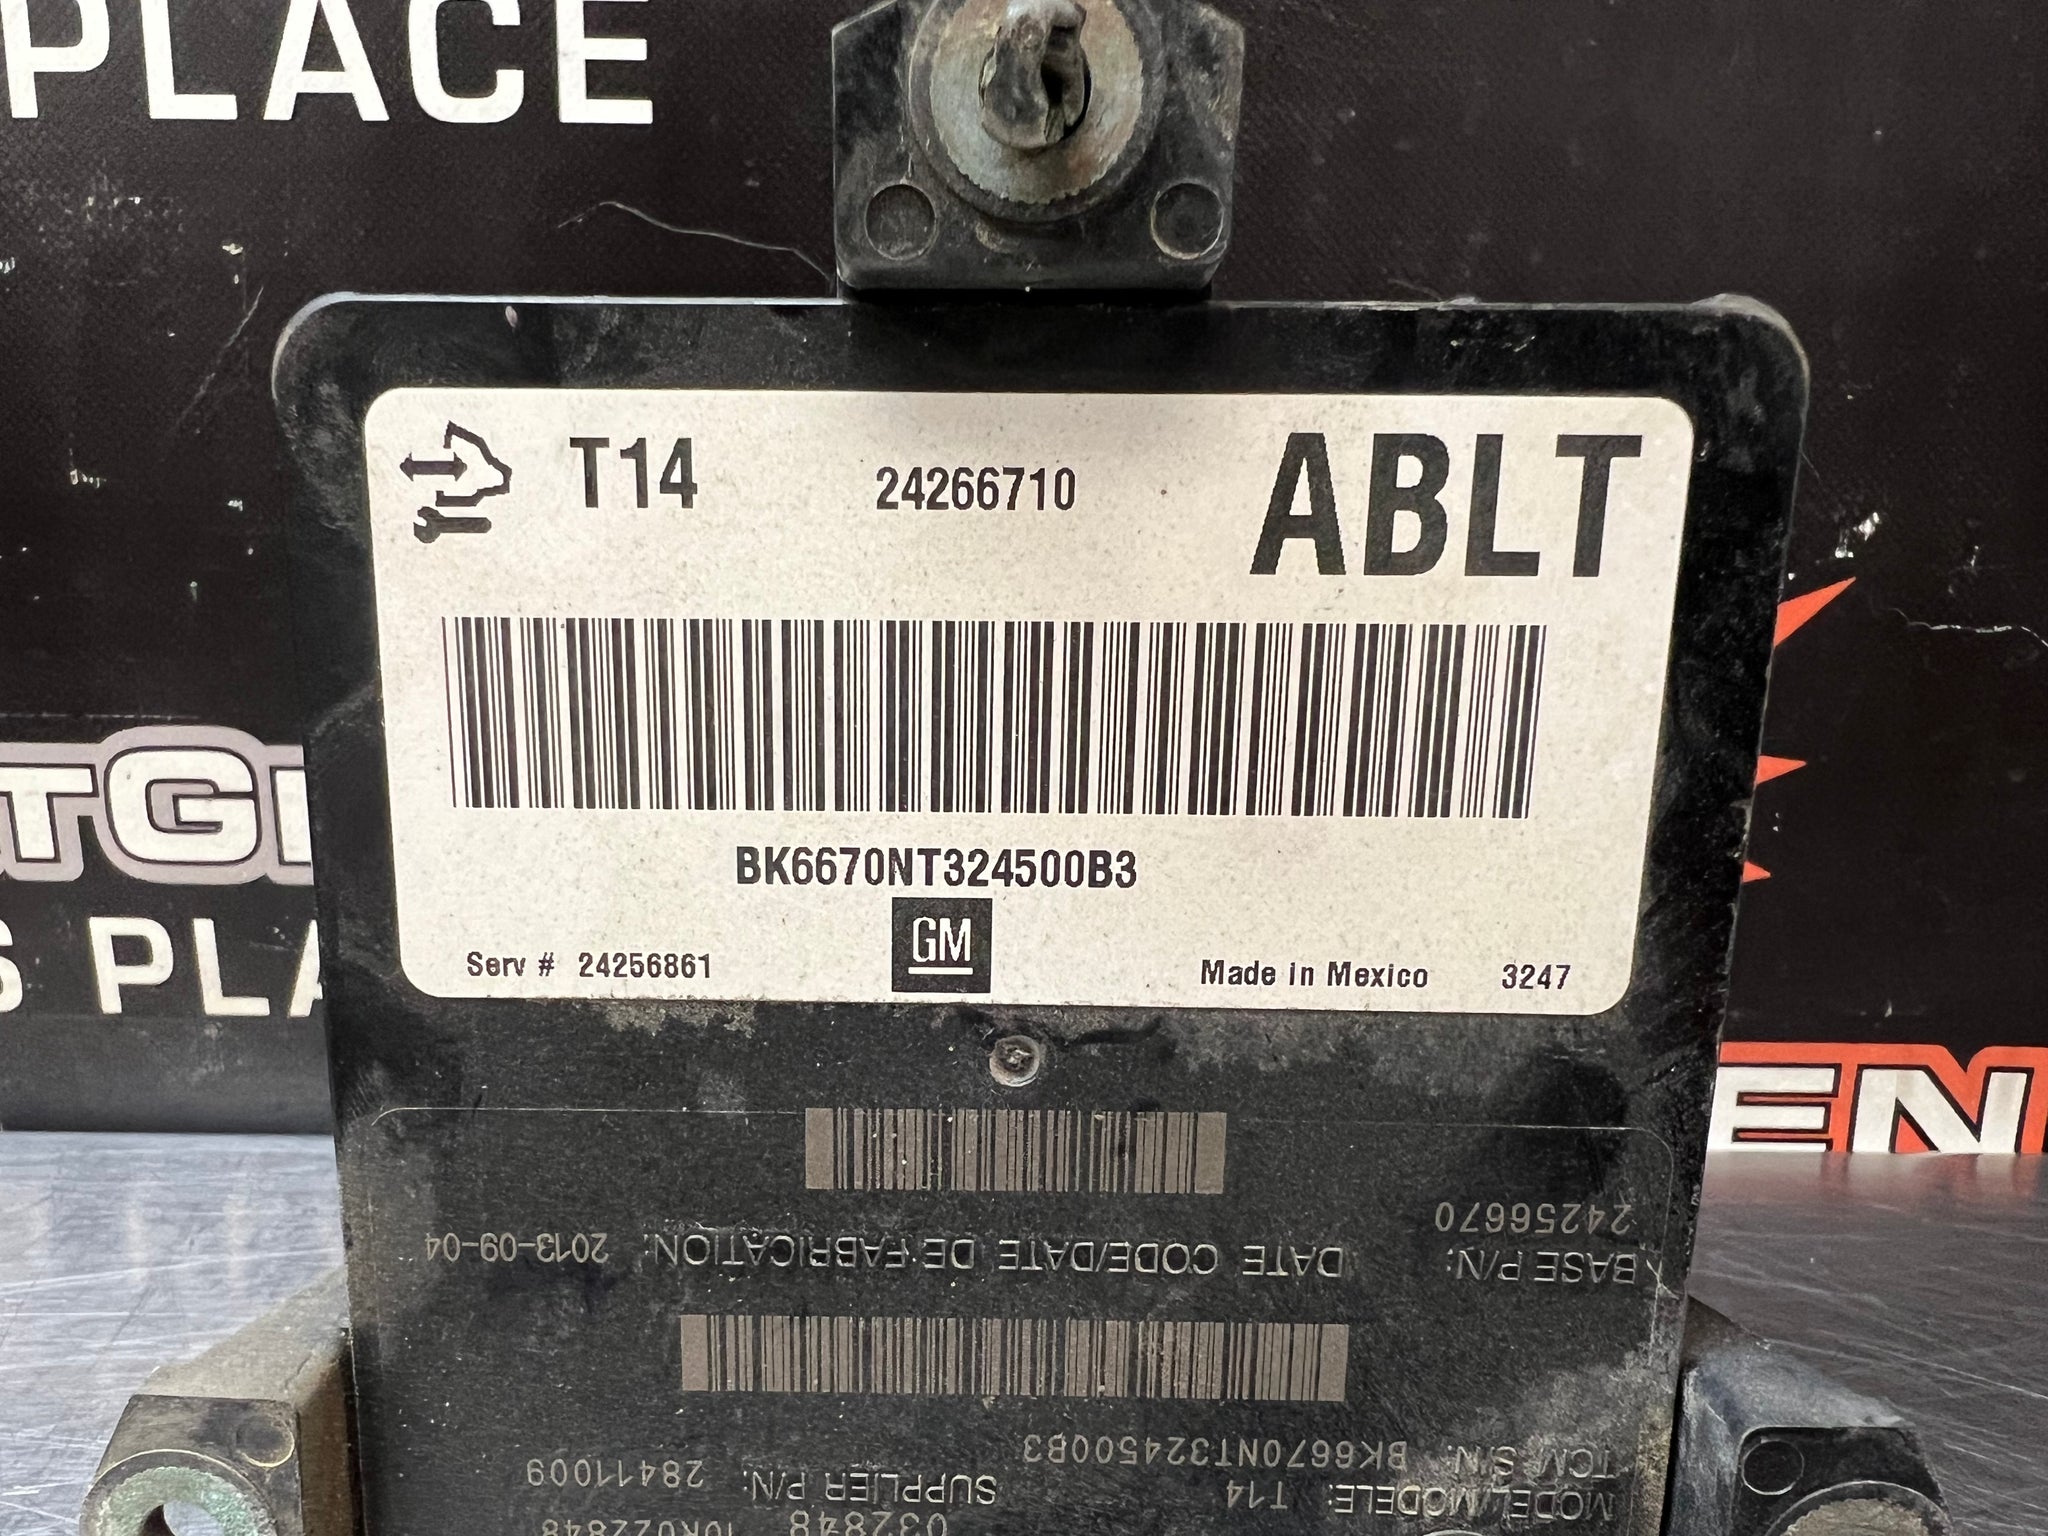 PLACE
T14 24266710 ABLT
BK6670NT324500B3
GM
Serv # 24256861 Made in Mexico 3247
S PLA
EN
BASE P/N: 24256670
DATE CODE/DATE DE FABRICATION: 2013-09-04
TCM S/N: BK6670NT324500B3
MODEL/MODELE: T14
SUPPLIER P/N: 28411009
032848 10R022848